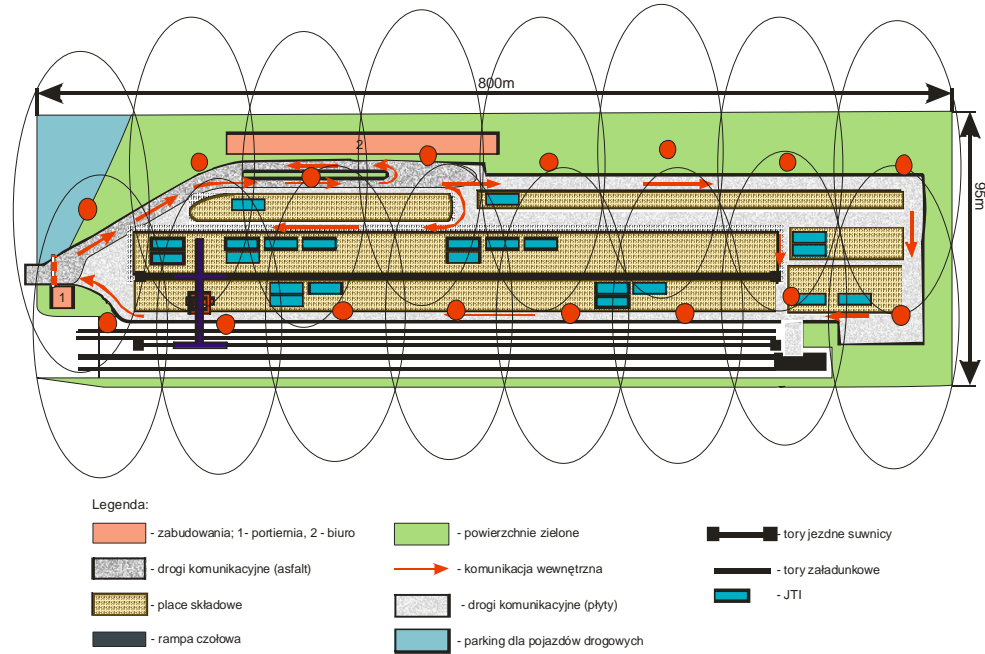 800m
95m
2
1
Legenda:
- zabudowania; 1- portiernia, 2 - biuro
- drogi komunikacyjne (asfalt)
- place składowe
- rampa czołowa
- powierzchnie zielone
- komunikacja wewnętrzna
- drogi komunikacyjne (płyty)
- parking dla pojazdów drogowych
- tory jezdne suwnicy
- tory załadunkowe
- JTI